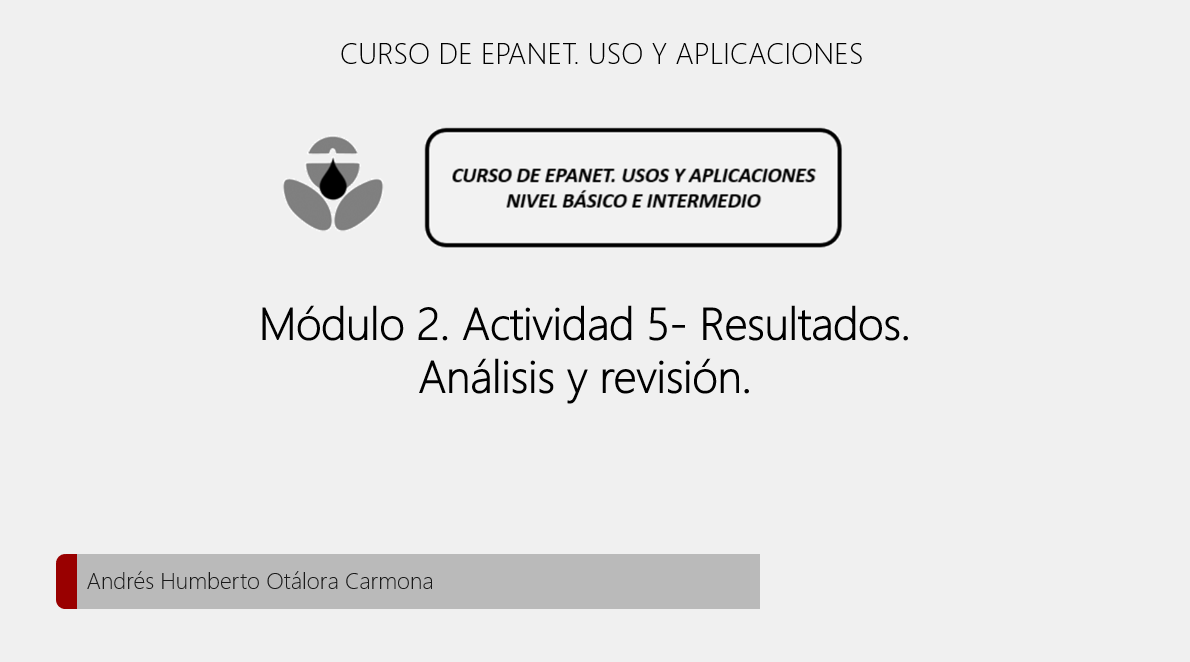 CURSO DE EPANET. USO Y APLICACIONES
CURSO DE EPANET. USOS Y APLICACIONES
NIVEL BÁSICO E INTERMEDIO
Módulo 2. Actividad 5- Resultados.
Análisis y revisión.
Andrés Humberto Otálora Carmona